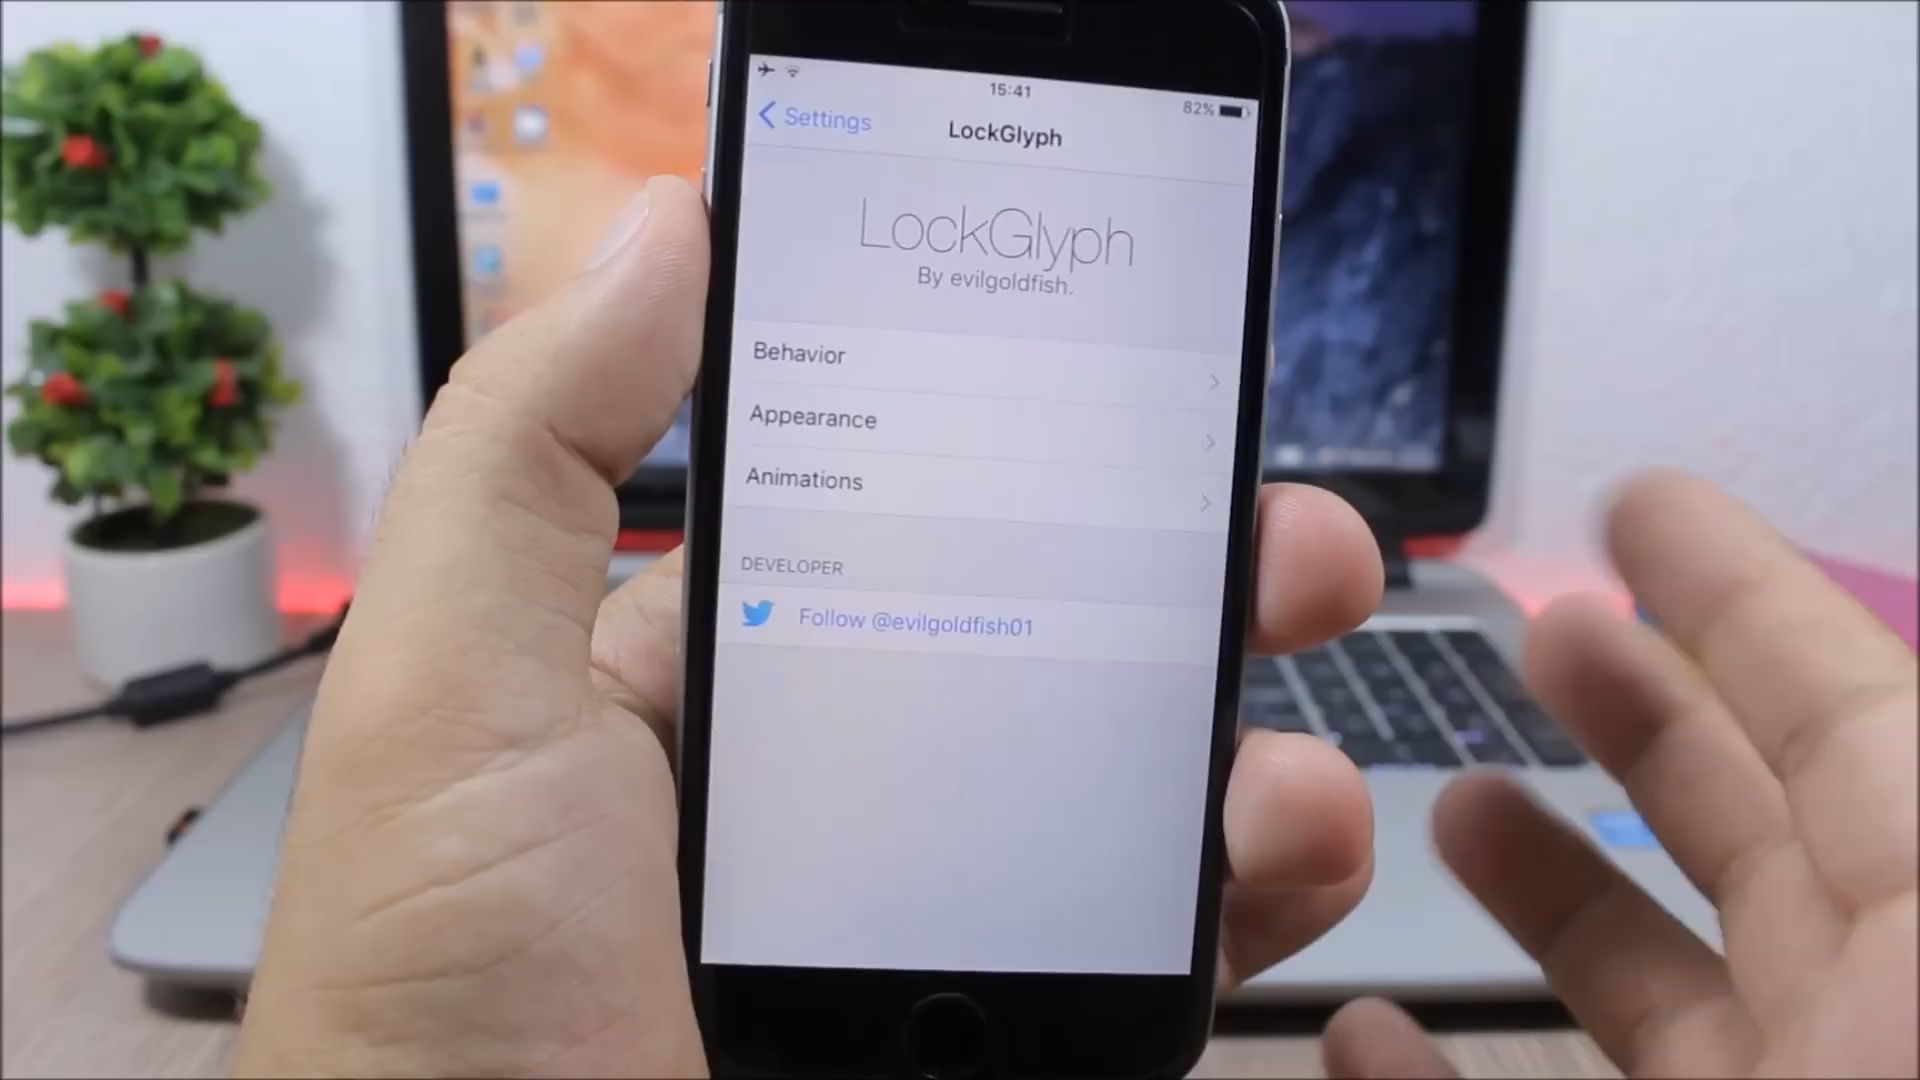 15:41
82%
Settings
LockGlyph
LockGlyph
By evilgoldfish.
Behavior
Appearance
Animations
DEVELOPER
Follow @evilgoldfish01